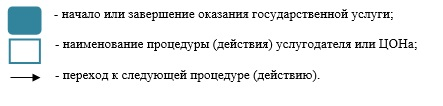 - начало или завершение оказания государственной услуги;
- наименование процедуры (действия) услугодателя или ЦОНа;
- переход к следующей процедуре (действию).